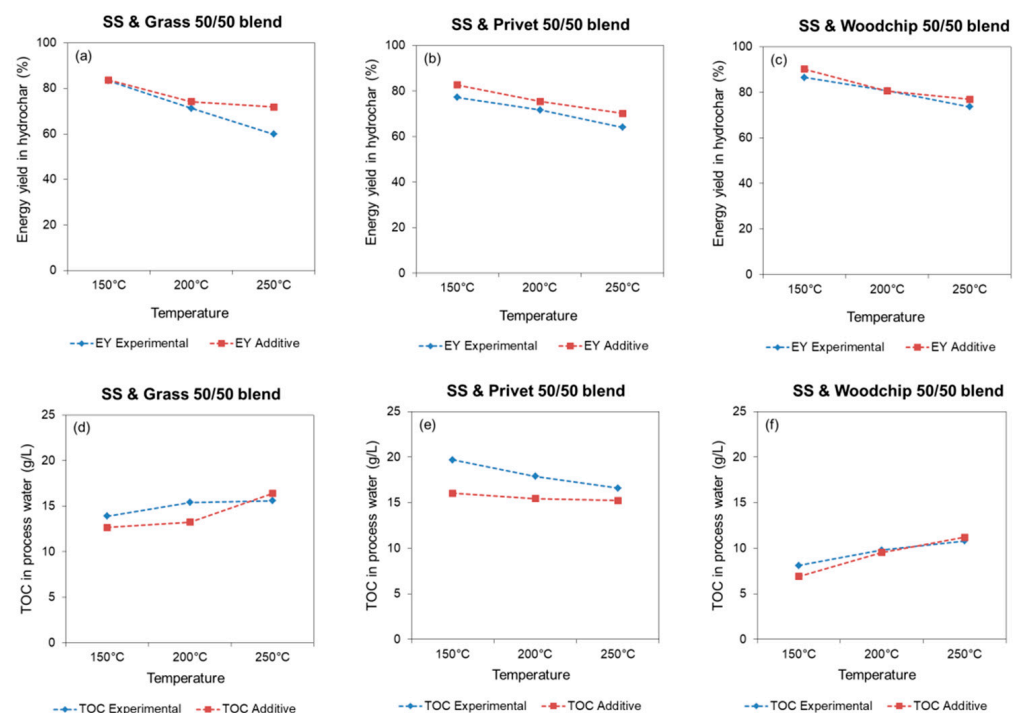 SS & Grass 50/50 blend
(a)
Energy yield in hydrochar (%)
100
80
60
40
20
0
150°C 200°C 250°C
Temperature
EY Experimental EY Additive
SS & Privet 50/50 blend
(b)
Energy yield in hydrochar (%)
100
80
60
40
20
0
150°C 200°C 250°C
Temperature
EY Experimental EY Additive
SS & Woodchip 50/50 blend
(c)
Energy yield in hydrochar (%)
100
80
60
40
20
0
150°C 200°C 250°C
Temperature
EY Experimental EY Additive
SS & Grass 50/50 blend
(d)
TOC in process water (g/L)
25
20
15
10
5
0
150°C 200°C 250°C
Temperature
TOC Experimental TOC Additive
SS & Privet 50/50 blend
(e)
TOC in process water (g/L)
25
20
15
10
5
0
150°C 200°C 250°C
Temperature
TOC Experimental TOC Additive
SS & Woodchip 50/50 blend
(f)
TOC in process water (g/L)
25
20
15
10
5
0
150°C 200°C 250°C
Temperature
TOC Experimental TOC Additive